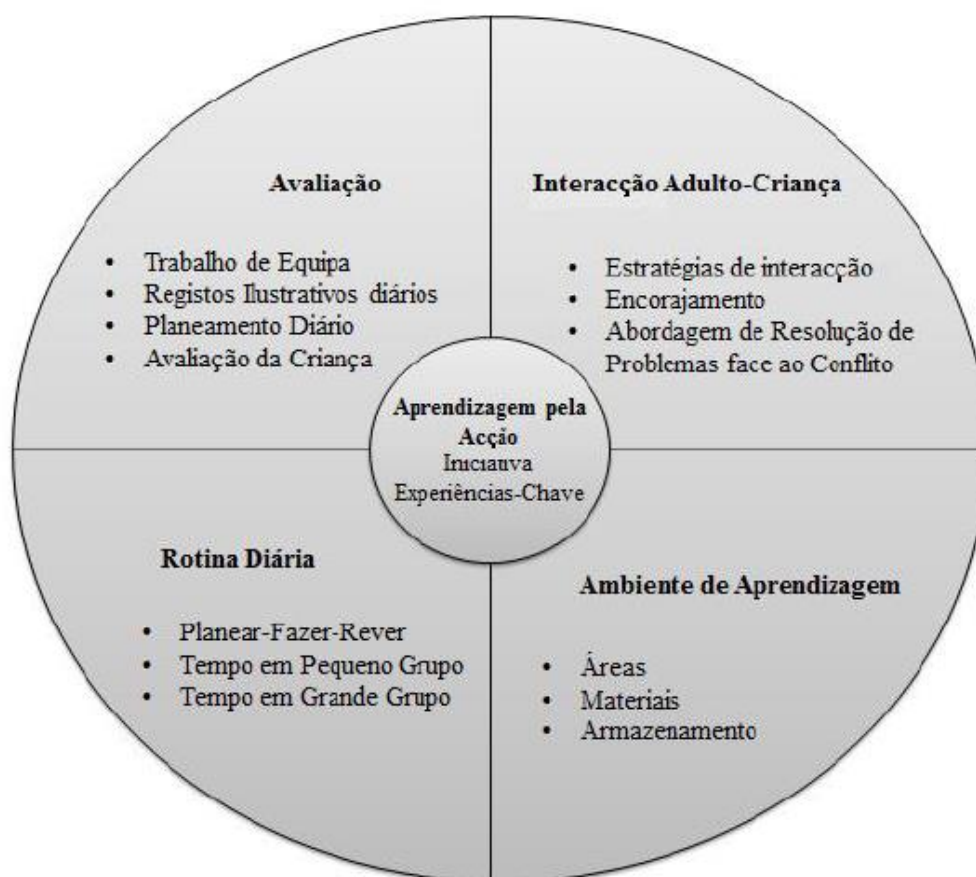 Avaliação
• Trabalho de Equipa
• Registos Ilustrativos diários
• Planeamento Diário
• Avaliação da Criança
Interacção Adulto-Criança
• Estratégias de interacção
• Encorajamento
• Abordagem de Resolução de
Problemas face ao Conflito
Aprendizagem pela
Acção
Iniciativa
Experiências-Chave
Rotina Diária
• Planear-Fazer-Rever
• Tempo em Pequeno Grupo
• Tempo em Grande Grupo
Ambiente de Aprendizagem
• Áreas
• Materiais
• Armazenamento